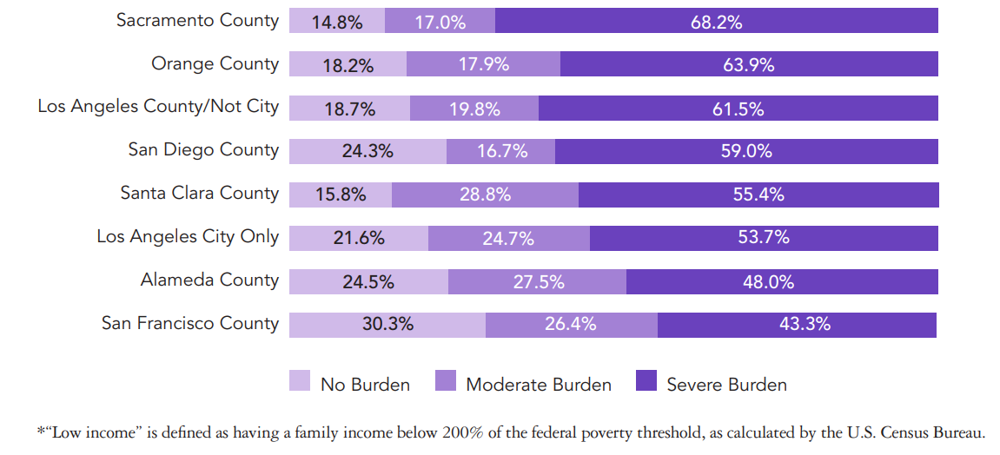 Sacramento County 14.8% 17.0% 68.2%
Orange County 18.2% 17.9% 63.9%
Los Angeles County/Not City 18.7% 19.8% 61.5%
San Diego County 24.3% 16.7% 59.0%
Santa Clara County 15.8% 28.8% 55.4%
Los Angeles City Only 21.6% 24.7% 53.7%
Alameda County 24.5% 27.5% 48.0%
San Francisco County 30.3% 26.4% 43.3%
No Burden Moderate Burden Severe Burden
*“Low income” is defined as having a family income below 200% of the federal poverty threshold, as calculated by the U.S. Census Bureau.